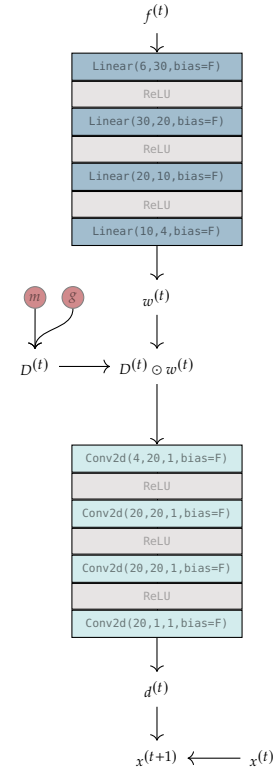 f(t)
Linear(6,30,bias=F)
ReLU
Linear(30,20,bias=F)
ReLU
Linear(20,10,bias=F)
ReLU
Linear(10,4,bias=F)
m g w(t)
D(t) D(t) ⊙ w(t)
Conv2d(4,20,1,bias=F)
ReLU
Conv2d(20,20,1,bias=F)
ReLU
Conv2d(20,20,1,bias=F)
ReLU
Conv2d(20,1,1,bias=F)
d(t)
x(t+1) x(t)